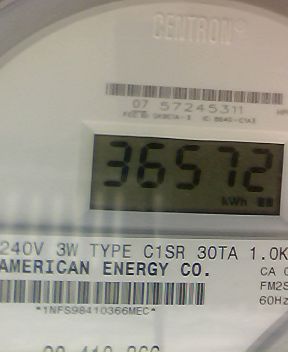 CENTRON®
07 57245311
36572
kWh
240V 3W TYPE C1SR 30TA 1.0K
AMERICAN ENERGY CO.
CA
FM2S
60Hz
*1NFS98410366MEC*